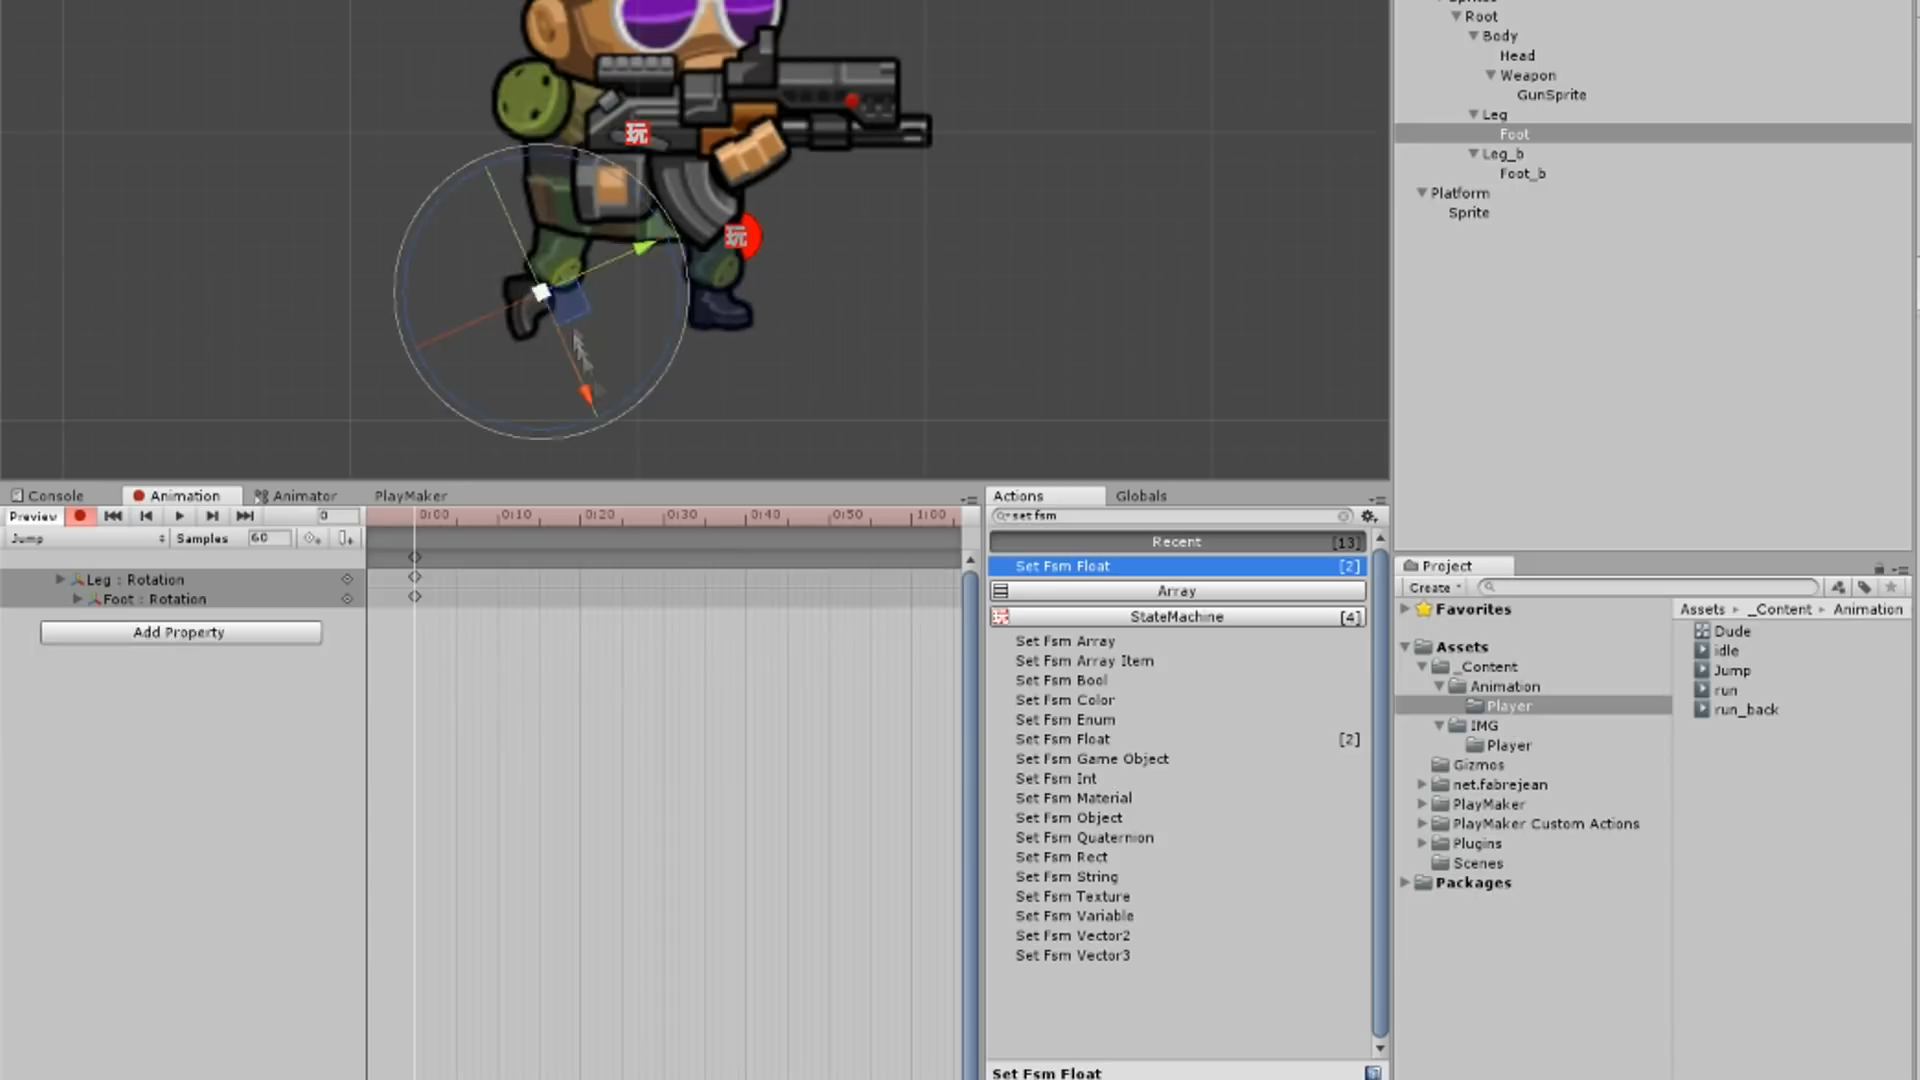 Root
Body
Head
Weapon
GunSprite
Leg
Foot
Leg_b
Foot_b
Platform
Sprite
玩
玩
Console
Animation
Animator
PlayMaker
Preview
0
0:00
0:10
0:20
0:30
0:40
0:50
1:00
Jump
Samples
60
Leg : Rotation
Foot : Rotation
Add Property
Actions
Globals
set fsm
Recent [13]
Set Fsm Float [2]
Array
玩 StateMachine [4]
Set Fsm Array
Set Fsm Array Item
Set Fsm Bool
Set Fsm Color
Set Fsm Enum
Set Fsm Float [2]
Set Fsm Game Object
Set Fsm Int
Set Fsm Material
Set Fsm Object
Set Fsm Quaternion
Set Fsm Rect
Set Fsm String
Set Fsm Texture
Set Fsm Variable
Set Fsm Vector2
Set Fsm Vector3
Set Fsm Float
Project
Create
Favorites
Assets
_Content
Animation
Player
IMG
Player
Gizmos
net.fabrejean
PlayMaker
PlayMaker Custom Actions
Plugins
Scenes
Packages
Assets ▸ _Content ▸ Animation
Dude
idle
Jump
run
run_back